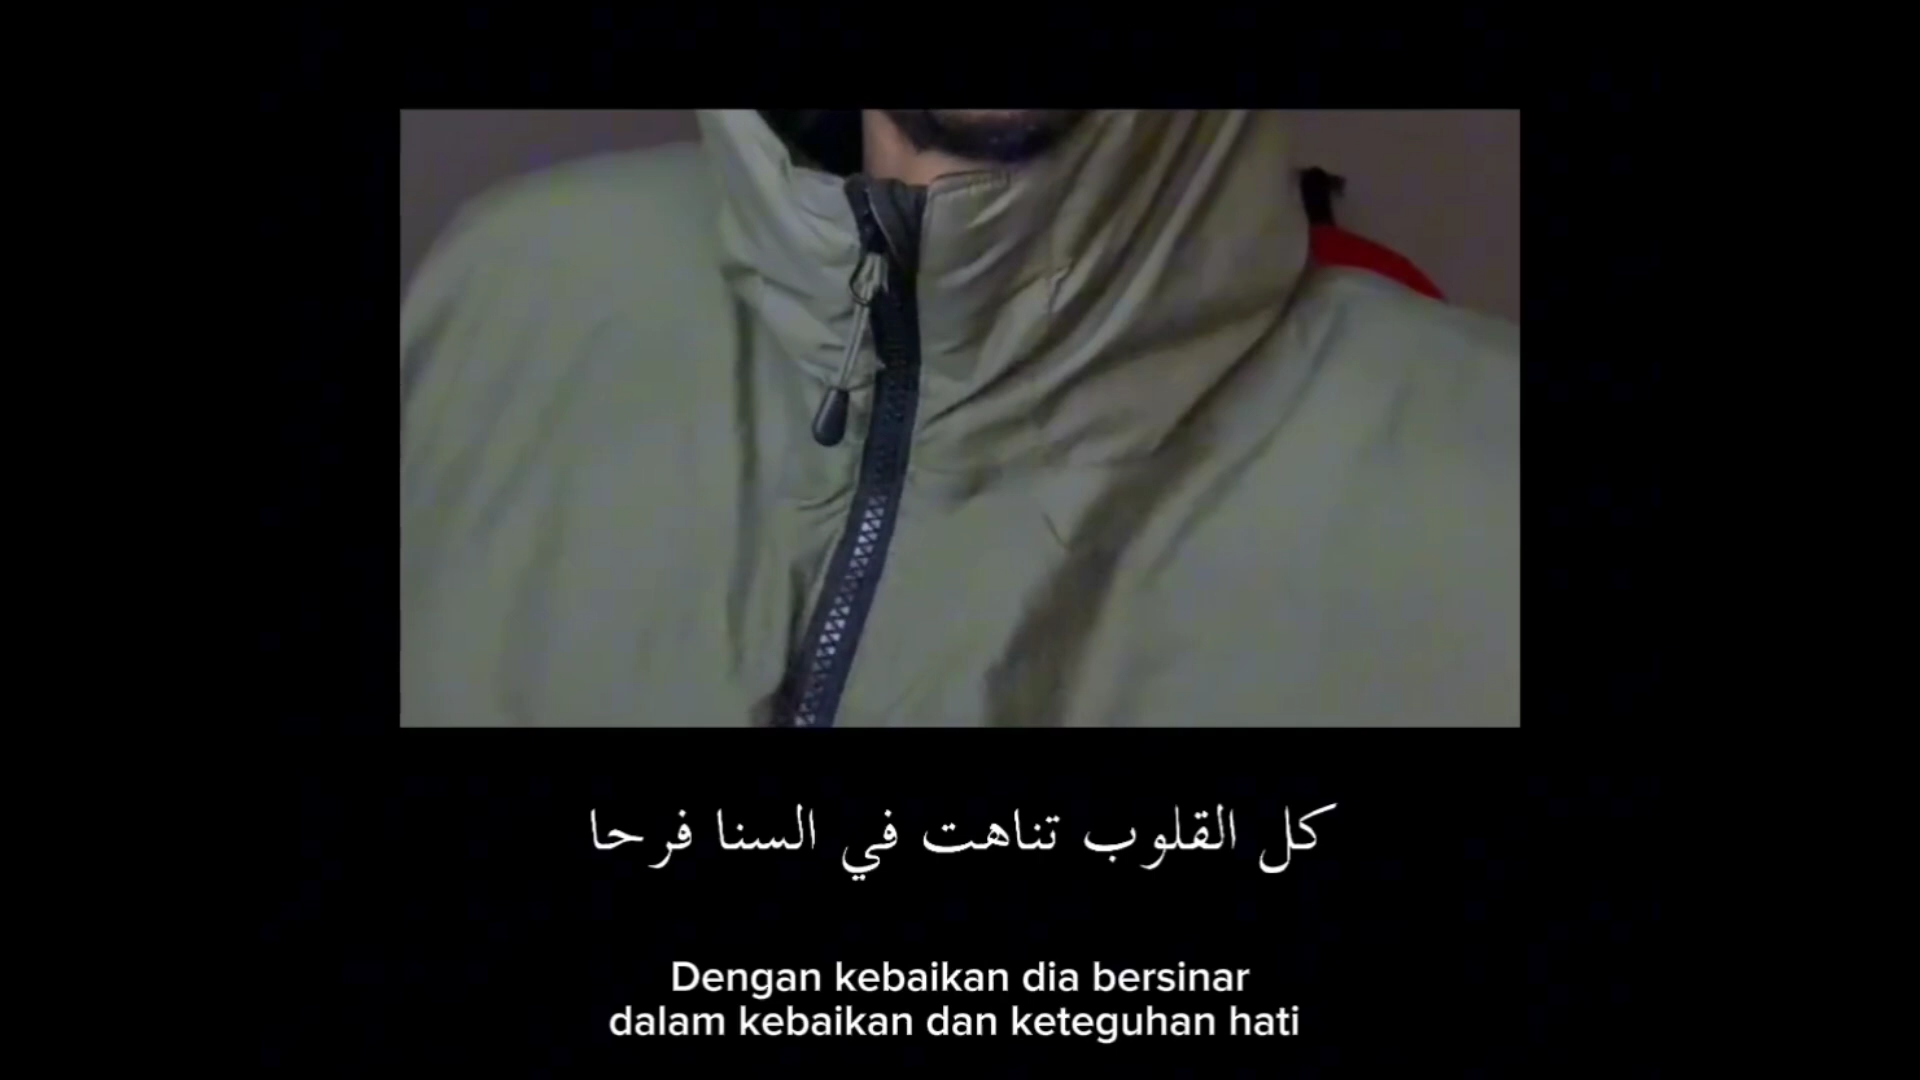 كل القلوب تناهت في السنا فرحا
Dengan kebaikan dia bersinar
dalam kebaikan dan keteguhan hati